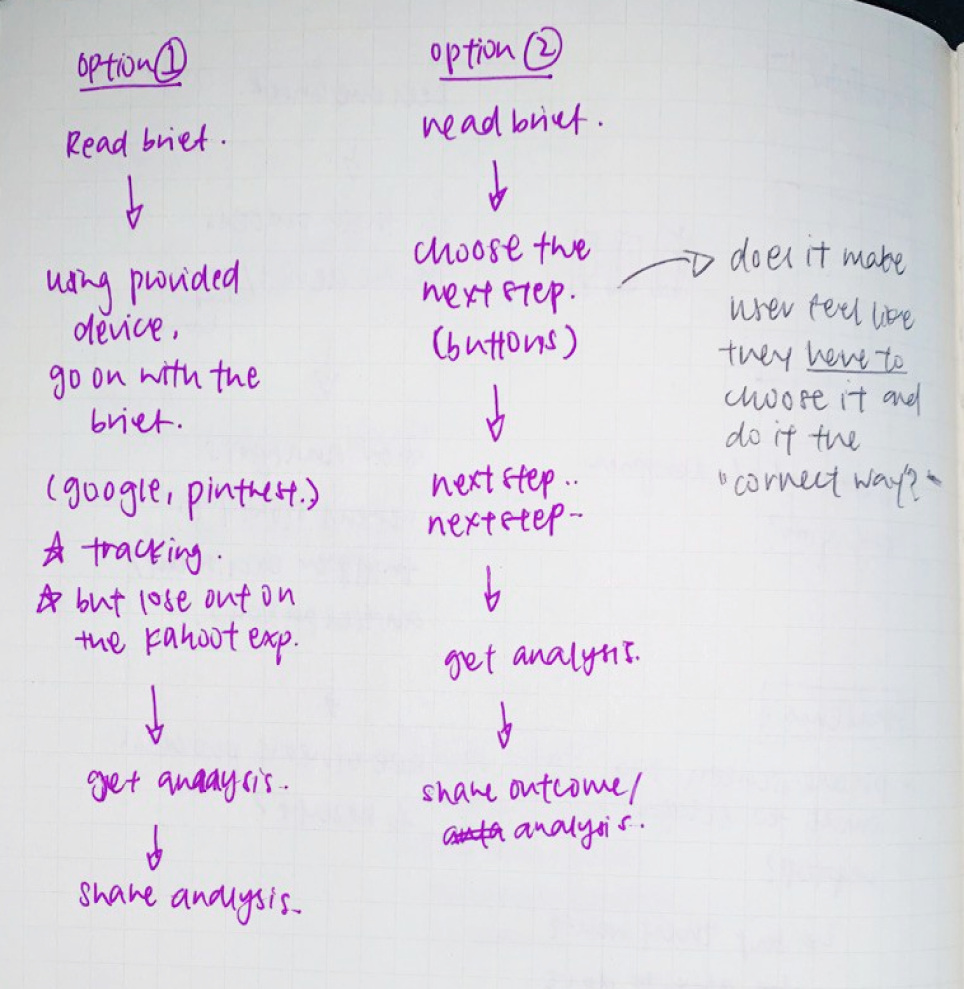 option ①
Read brief.
↓
using provided
device,
go on with the
brief.
(google, pintrest.)
☆ tracking.
☆ but lose out on
the kahoot exp.
↓
get analysis.
↓
share analysis.
option ②
read brief.
↓
choose the
next step.
(buttons)
↓
next step..
next step-
↓
get analysis.
↓
share outcome/
analysis.
→ does it make
user feel like
they have to
choose it and
do it the
"correct way?"